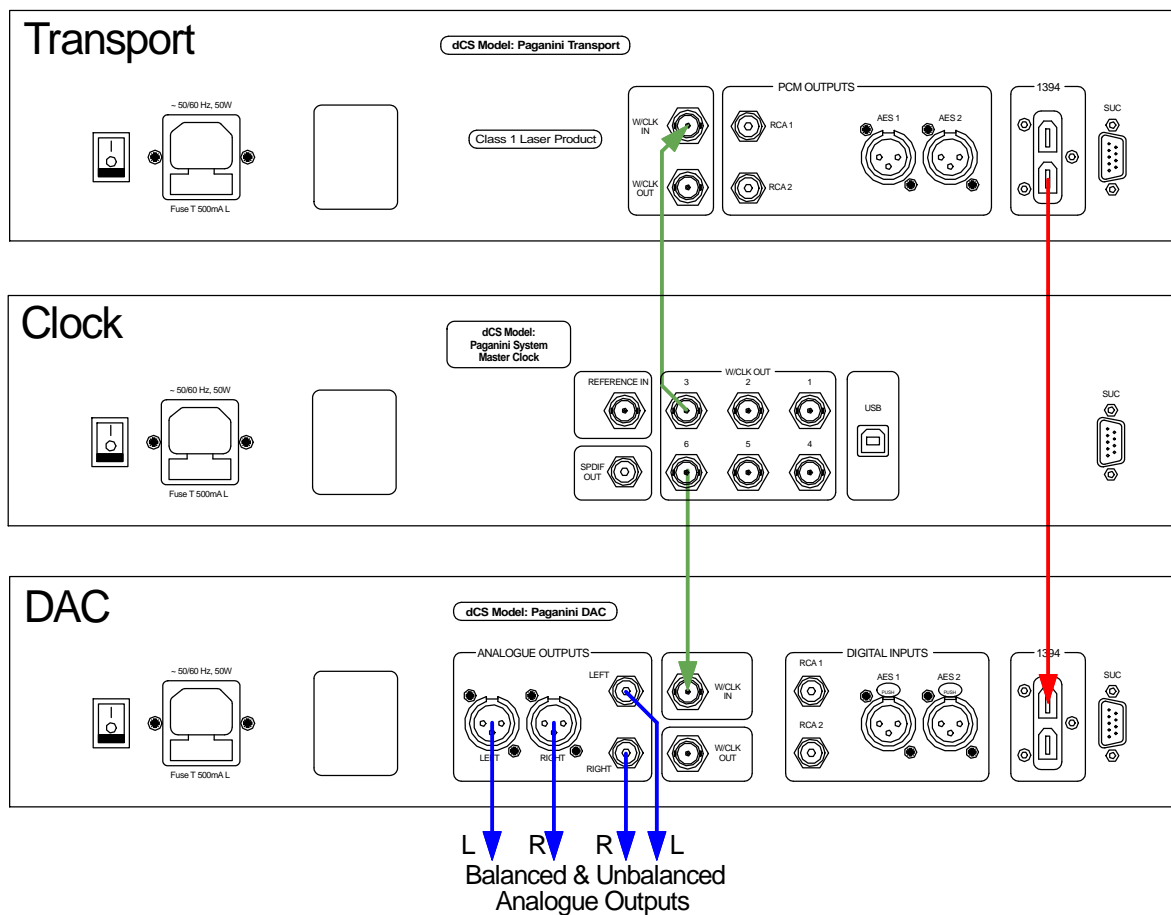 Transport
dCS Model: Paganini Transport
~ 50/60 Hz, 50W
Fuse T 500mA L
Class 1 Laser Product
W/CLK
IN
W/CLK
OUT
PCM OUTPUTS
RCA 1
RCA 2
AES 1
AES 2
1394
SUC
Clock
dCS Model:
Paganini System
Master Clock
~ 50/60 Hz, 50W
Fuse T 500mA L
REFERENCE IN
SPDIF
OUT
W/CLK OUT
3 2 1
6 5 4
USB
SUC
DAC
dCS Model: Paganini DAC
~ 50/60 Hz, 50W
Fuse T 500mA L
ANALOGUE OUTPUTS
LEFT
LEFT
RIGHT
RIGHT
W/CLK
IN
W/CLK
OUT
DIGITAL INPUTS
RCA 1
RCA 2
AES 1
PUSH
AES 2
PUSH
1394
SUC
L R R L
Balanced & Unbalanced
Analogue Outputs